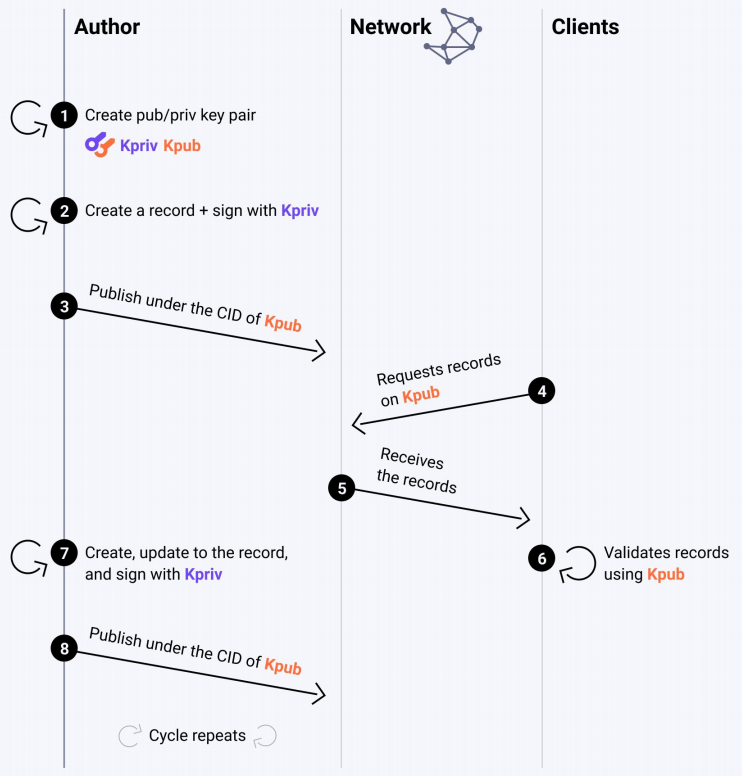 Author
Network
Clients
1
Create pub/priv key pair
Kpriv Kpub
2
Create a record + sign with Kpriv
3
Publish under the CID of Kpub
4
Requests records
on Kpub
5
Receives
the records
6
Validates records
using Kpub
7
Create, update to the record,
and sign with Kpriv
8
Publish under the CID of Kpub
Cycle repeats